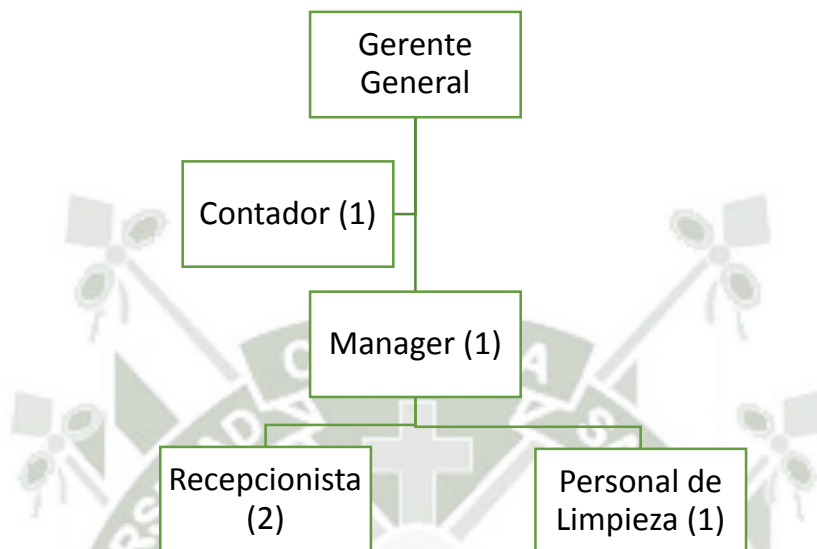 Gerente
General
Contador (1)
Manager (1)
Recepcionista
(2)
Personal de
Limpieza (1)